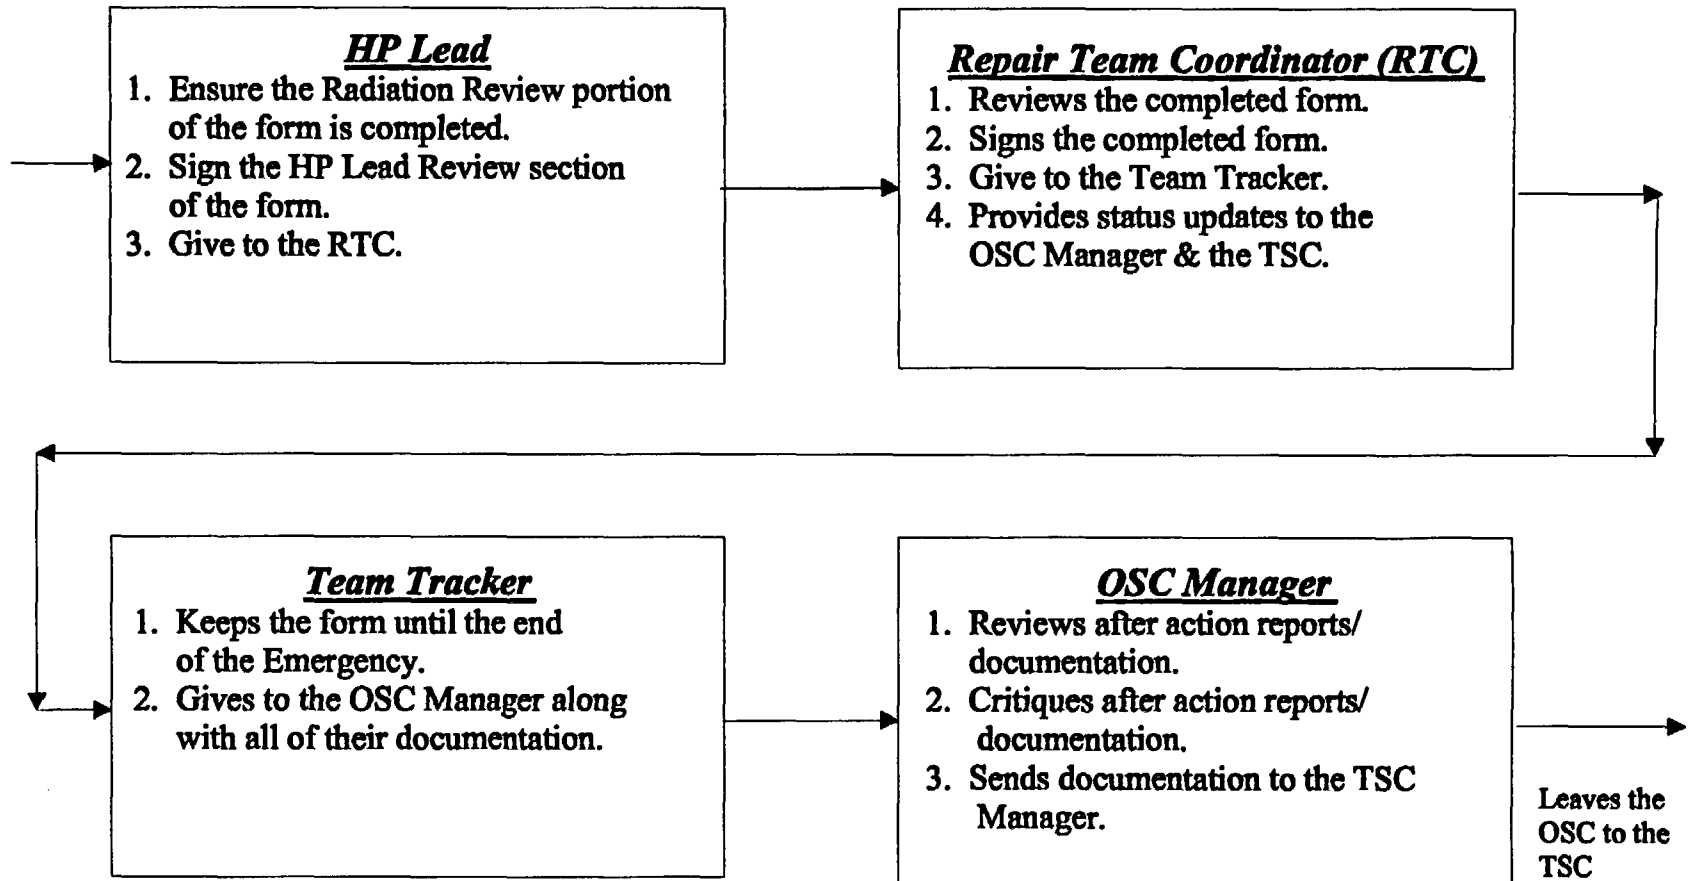 HP Lead
1. Ensure the Radiation Review portion
of the form is completed.
2. Sign the HP Lead Review section
of the form.
3. Give to the RTC.
Repair Team Coordinator (RTC)
1. Reviews the completed form.
2. Signs the completed form.
3. Give to the Team Tracker.
4. Provides status updates to the
OSC Manager & the TSC.
Team Tracker
1. Keeps the form until the end
of the Emergency.
2. Gives to the OSC Manager along
with all of their documentation.
OSC Manager
1. Reviews after action reports/
documentation.
2. Critiques after action reports/
documentation.
3. Sends documentation to the TSC
Manager.
Leaves the
OSC to the
TSC